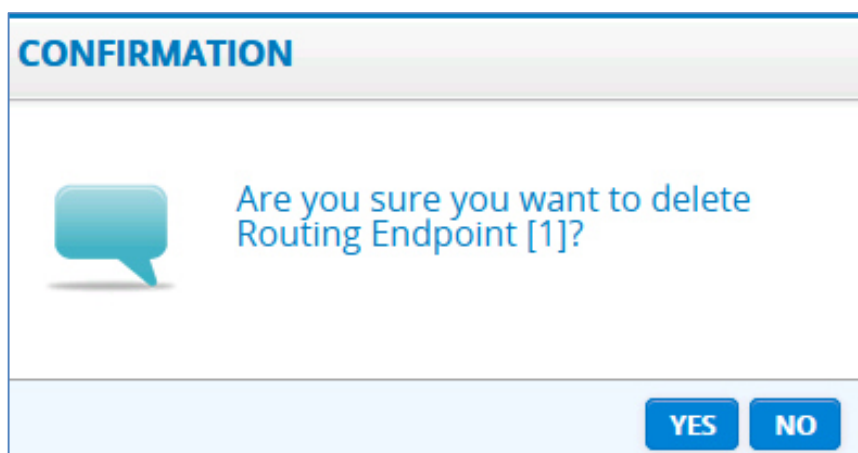 CONFIRMATION
Are you sure you want to delete
Routing Endpoint [1]?
YES NO